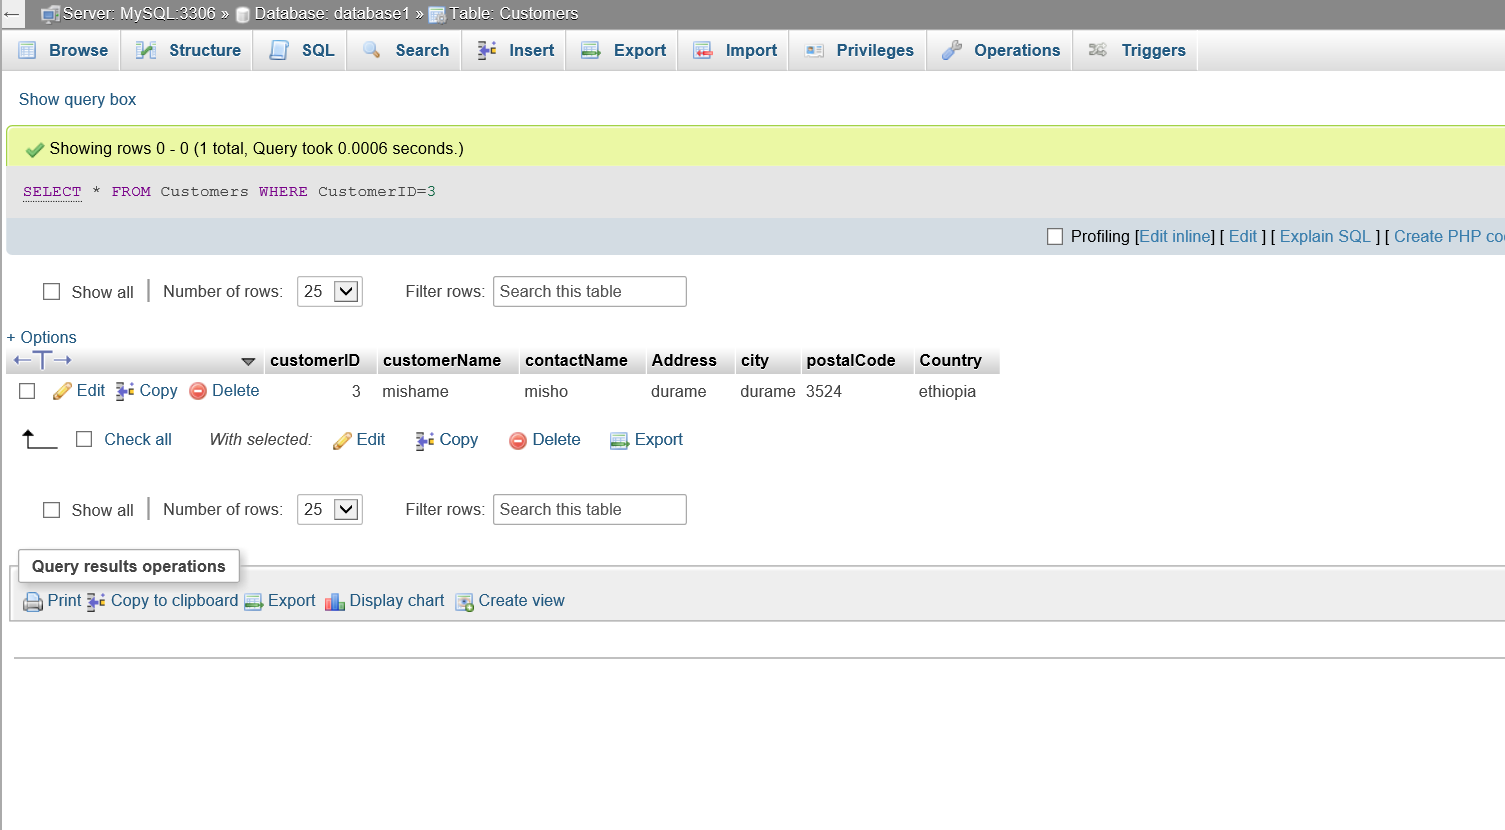 Server: MySQL:3306 » Database: database1 » Table: Customers
Browse Structure SQL Search Insert Export Import Privileges Operations Triggers
Show query box
Showing rows 0 - 0 (1 total, Query took 0.0006 seconds.)
SELECT * FROM Customers WHERE CustomerID=3
Profiling [Edit inline] [ Edit ] [ Explain SQL ] [ Create PHP co
Show all Number of rows: 25 Filter rows: Search this table
+ Options
customerID customerName contactName Address city postalCode Country
Edit Copy Delete 3 mishame misho durame durame 3524 ethiopia
Check all With selected: Edit Copy Delete Export
Show all Number of rows: 25 Filter rows: Search this table
Query results operations
Print Copy to clipboard Export Display chart Create view